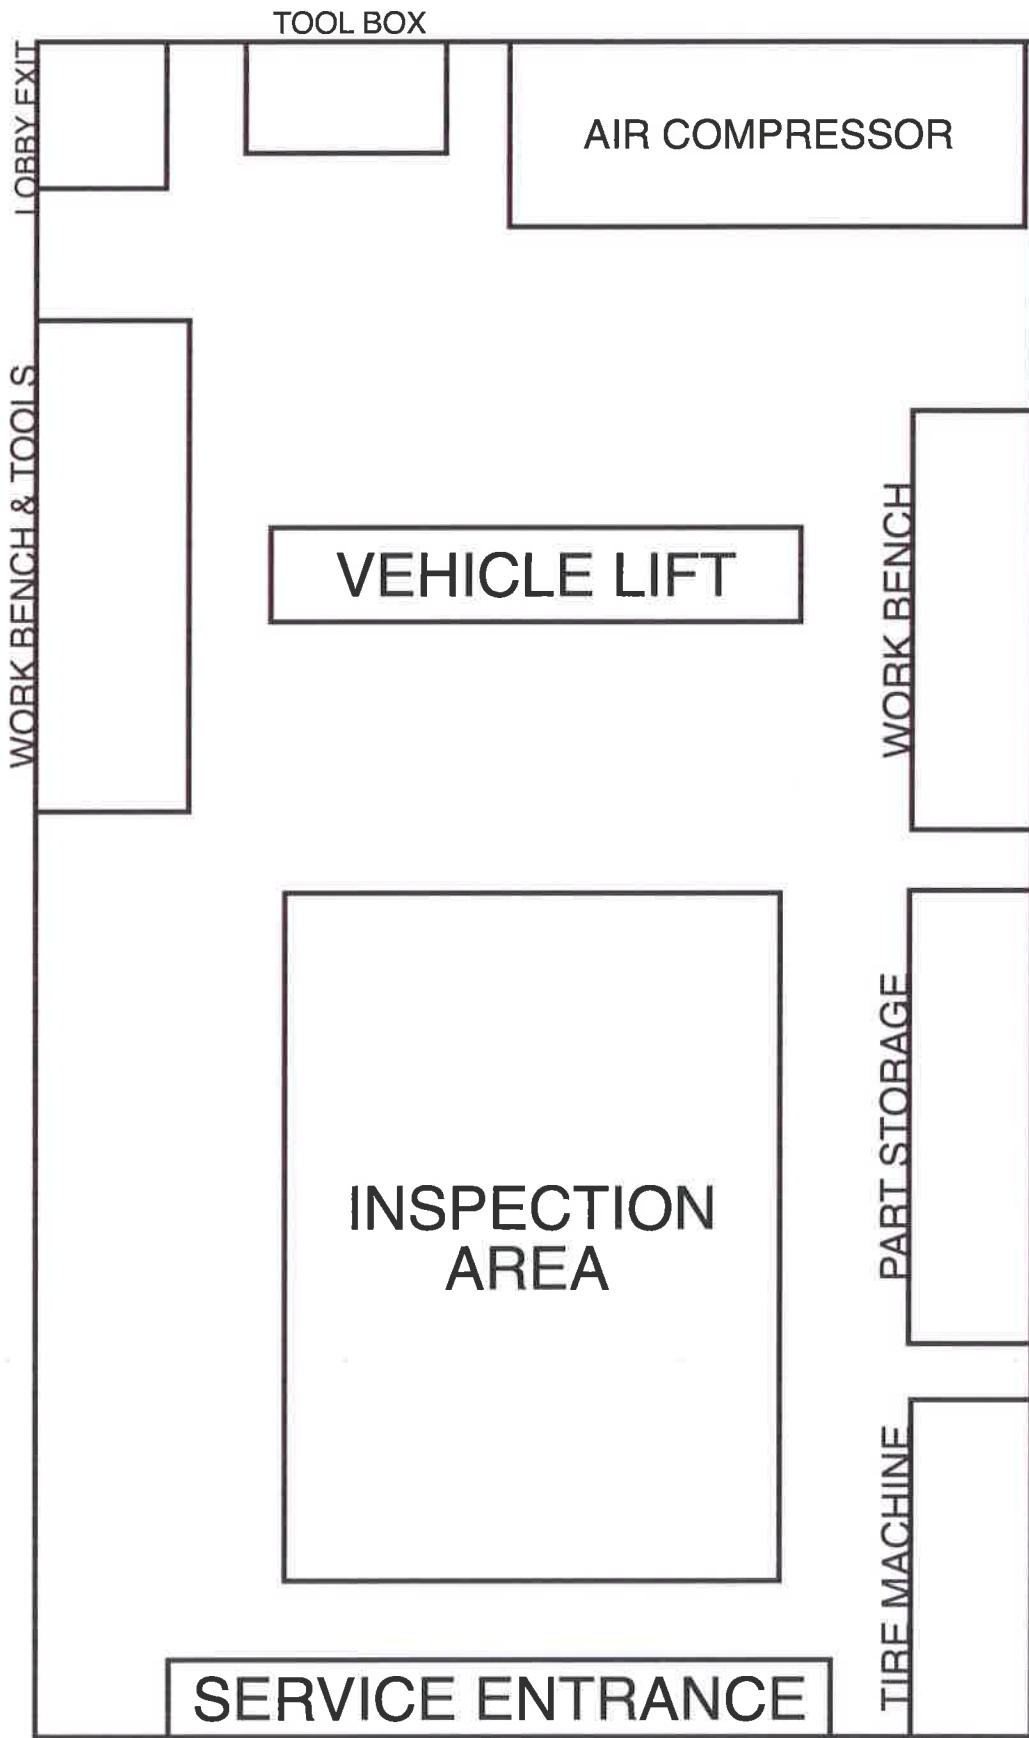 TOOL BOX
LOBBY EXIT
AIR COMPRESSOR
WORK BENCH & TOOLS
VEHICLE LIFT
WORK BENCH
INSPECTION
AREA
PART STORAGE
TIRE MACHINE
SERVICE ENTRANCE